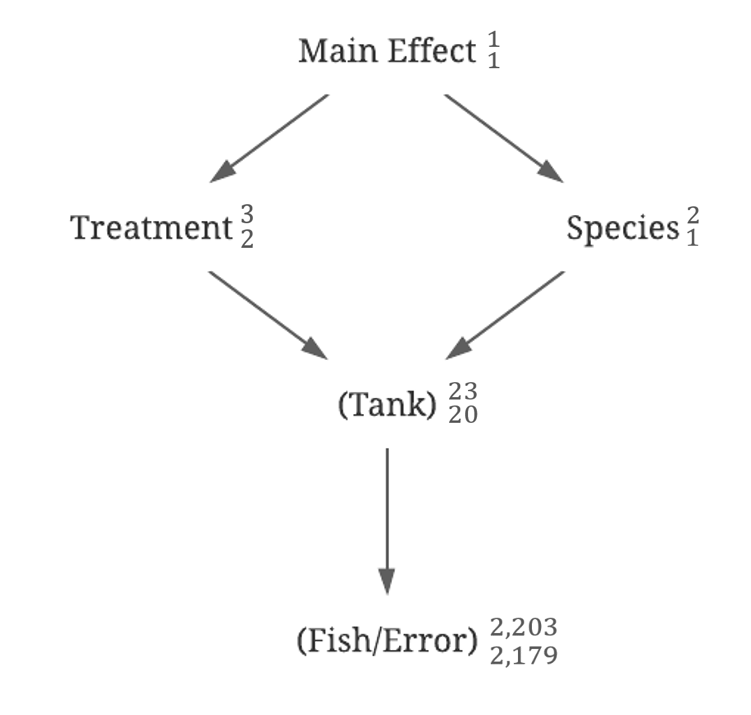 Main Effect 1 1
Treatment 3 2
Species 2 1
(Tank) 23 20
(Fish/Error) 2,203 2,179